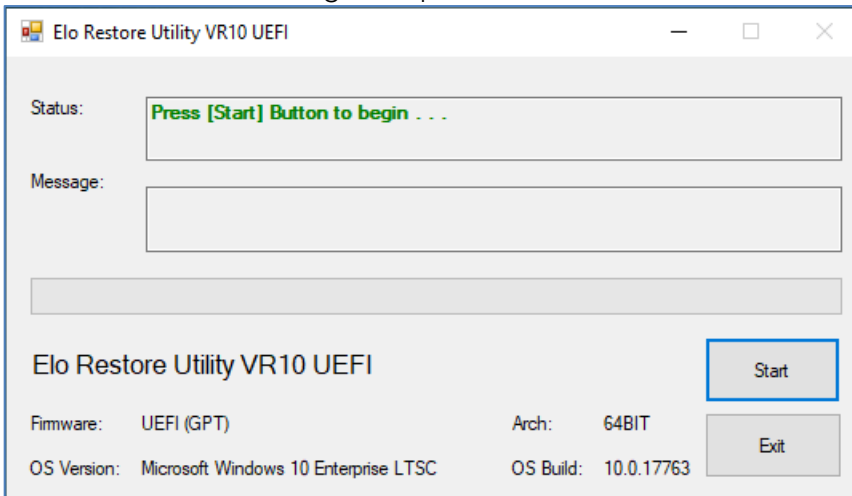 Elo Restore Utility VR10 UEFI
Status:
Press [Start] Button to begin . . .
Message:
Elo Restore Utility VR10 UEFI
Start
Firmware: UEFI (GPT) Arch: 64BIT
Exit
OS Version: Microsoft Windows 10 Enterprise LTSC OS Build: 10.0.17763